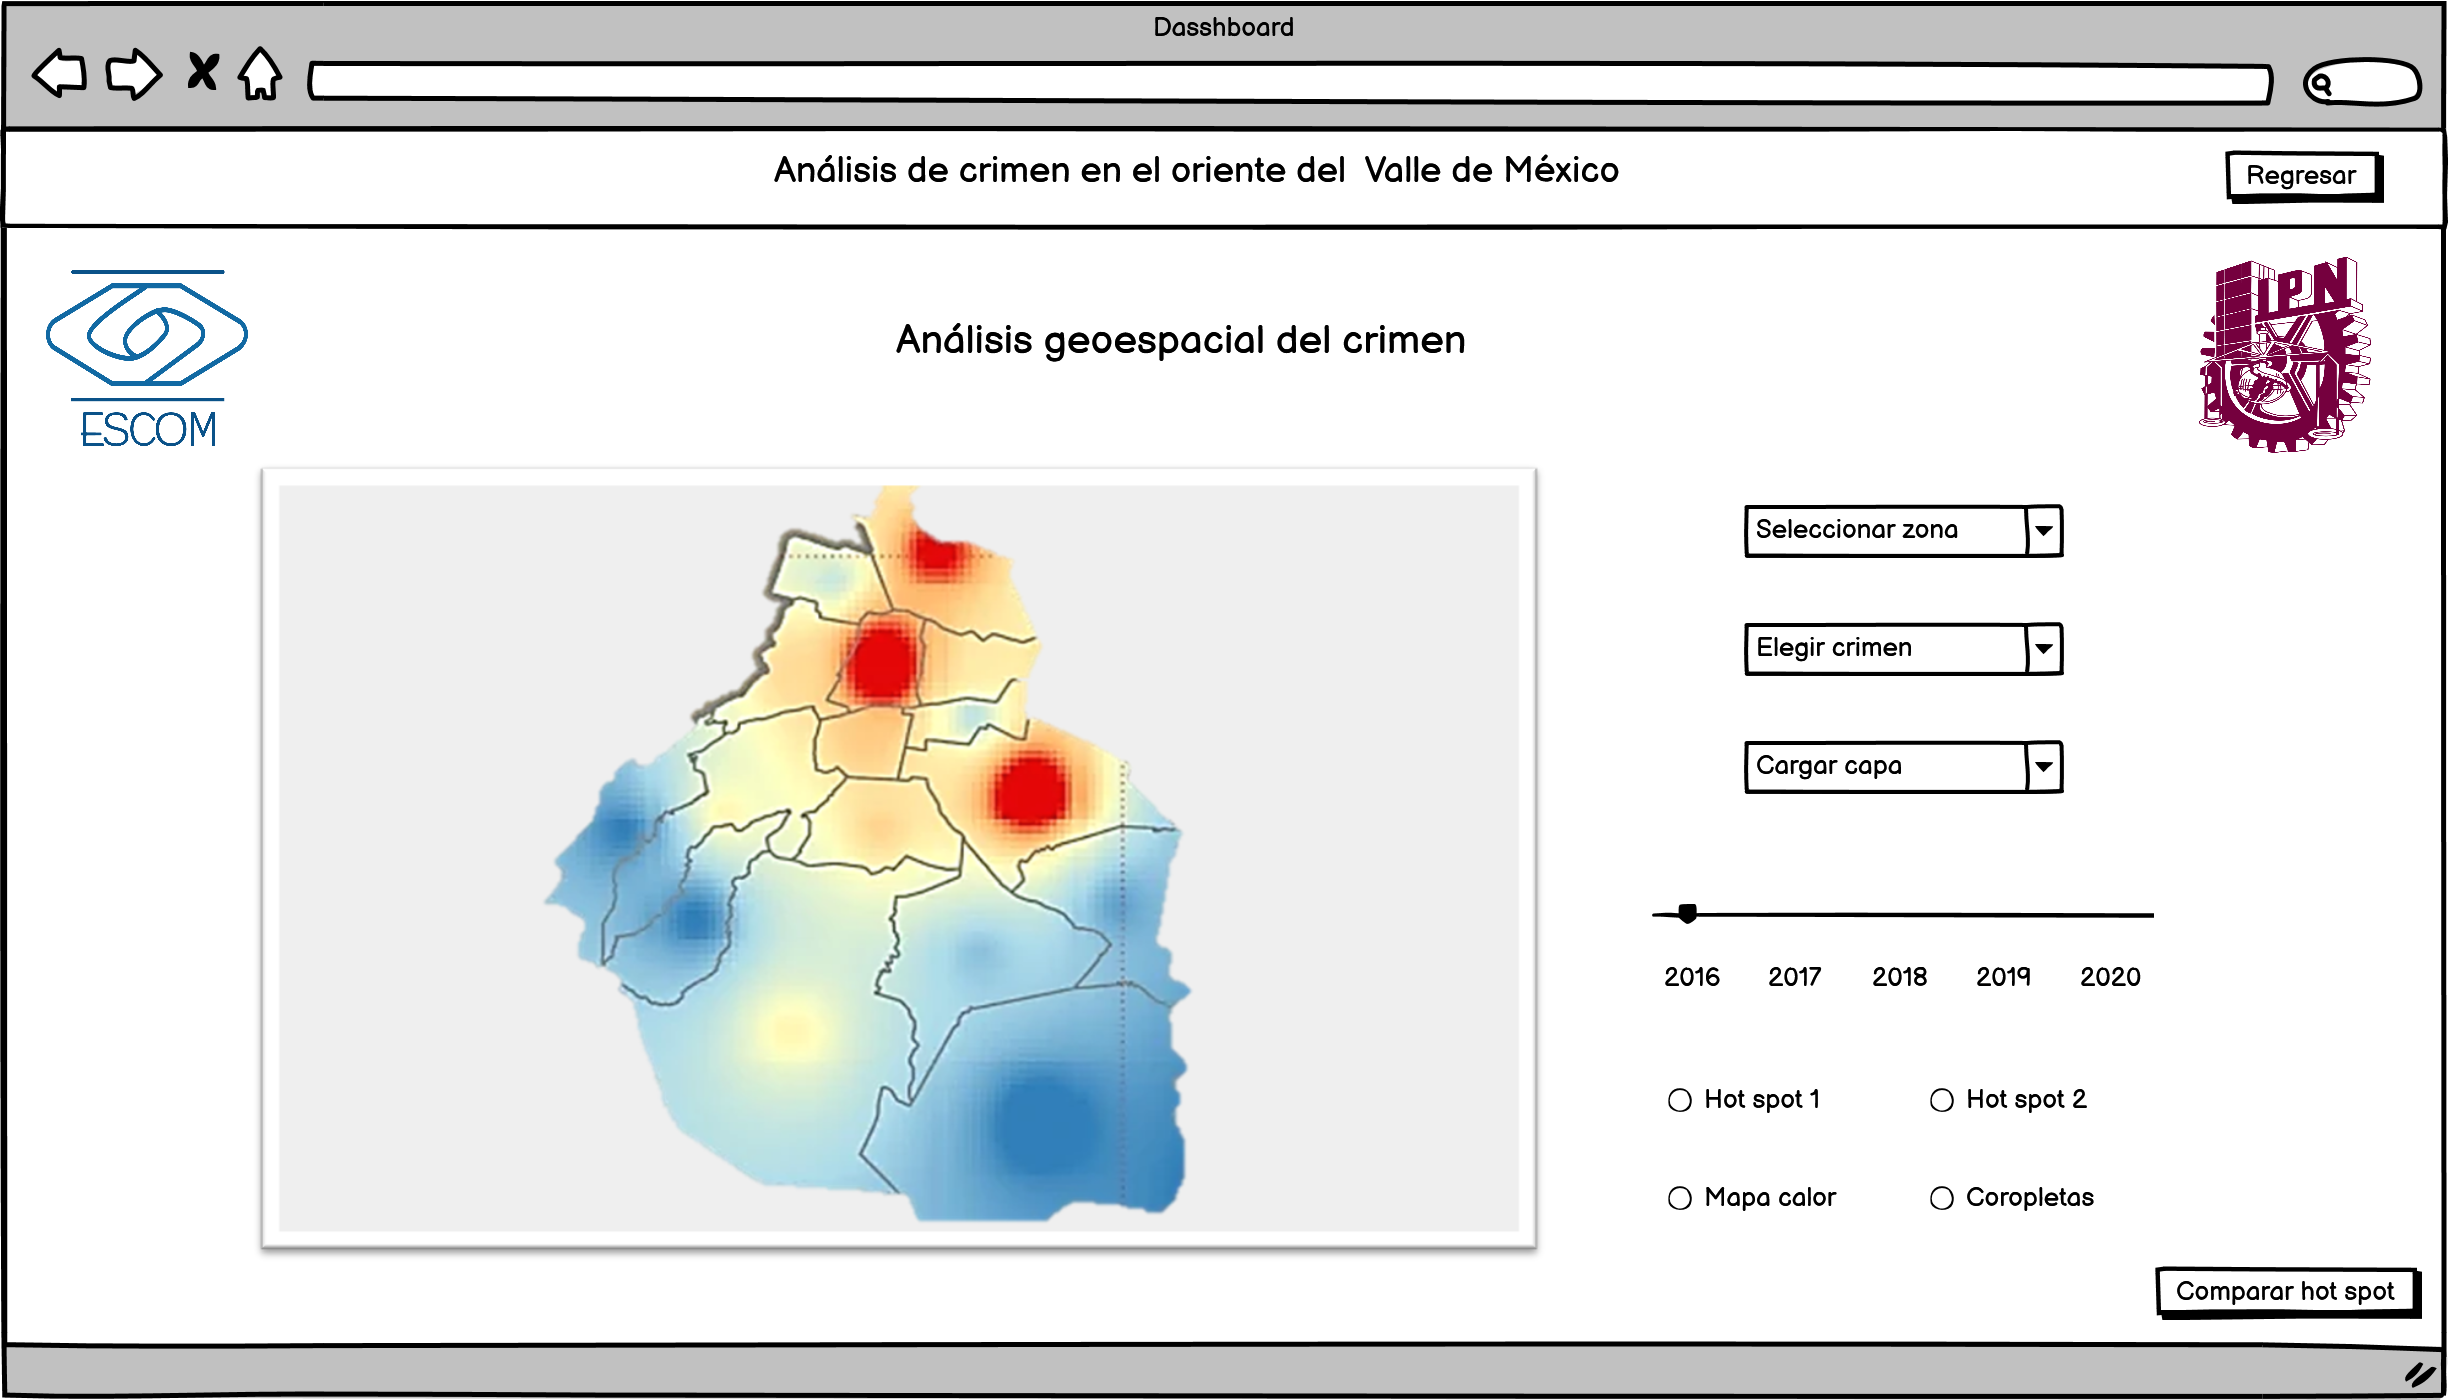 Dasshboard
Análisis de crimen en el oriente del Valle de México
Regresar
ESCOM
IPN
Análisis geoespacial del crimen
Seleccionar zona
Elegir crimen
Cargar capa
2016 2017 2018 2019 2020
Hot spot 1 Hot spot 2
Mapa calor Coropletas
Comparar hot spot